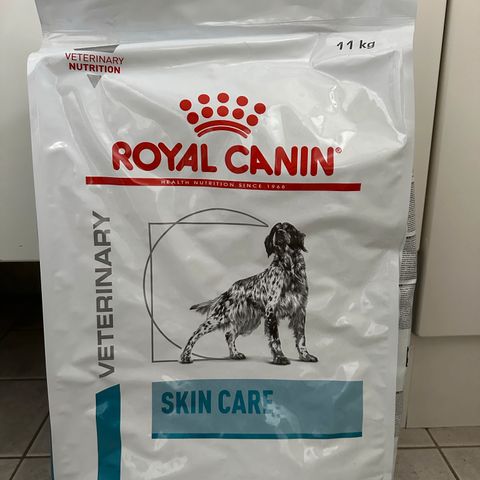 VETERINARY
NUTRITION
11 kg
ROYAL CANIN®
HEALTH NUTRITION SINCE 1968
VETERINARY
SKIN CARE